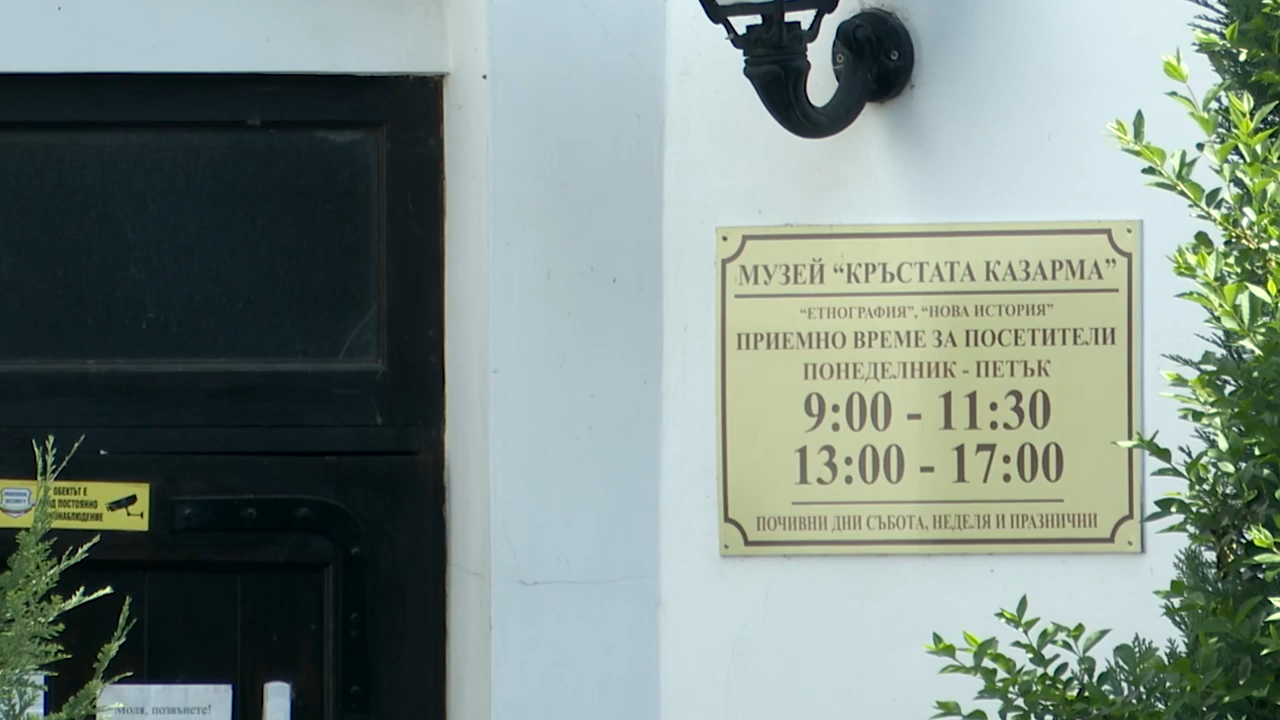 МУЗЕЙ “КРЪСТАТА КАЗАРМА”
“ЕТНОГРАФИЯ”, “НОВА ИСТОРИЯ”
ПРИЕМНО ВРЕМЕ ЗА ПОСЕТИТЕЛИ
ПОНЕДЕЛНИК - ПЕТЪК
9:00 - 11:30
13:00 - 17:00
ПОЧИВНИ ДНИ СЪБОТА, НЕДЕЛЯ И ПРАЗНИЧНИ
ОБЕКТЪТ Е
ПОСТОЯННО
Моля, позвънете!